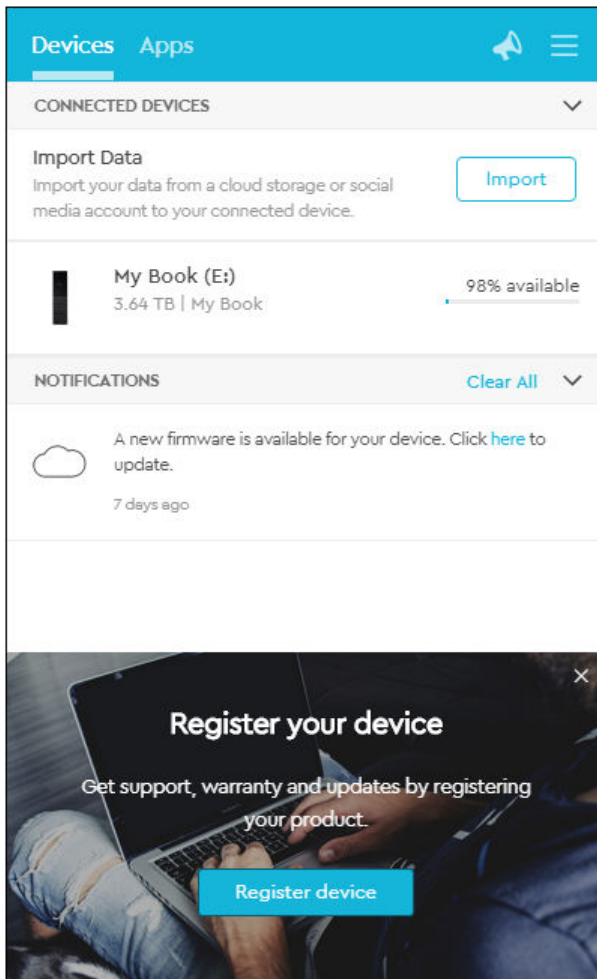 Devices Apps
CONNECTED DEVICES
Import Data
Import your data from a cloud storage or social
media account to your connected device.
Import
My Book (E:)
3.64 TB | My Book
98% available
NOTIFICATIONS
Clear All
A new firmware is available for your device. Click here to
update.
7 days ago
Register your device
Get support, warranty and updates by registering
your product.
Register device